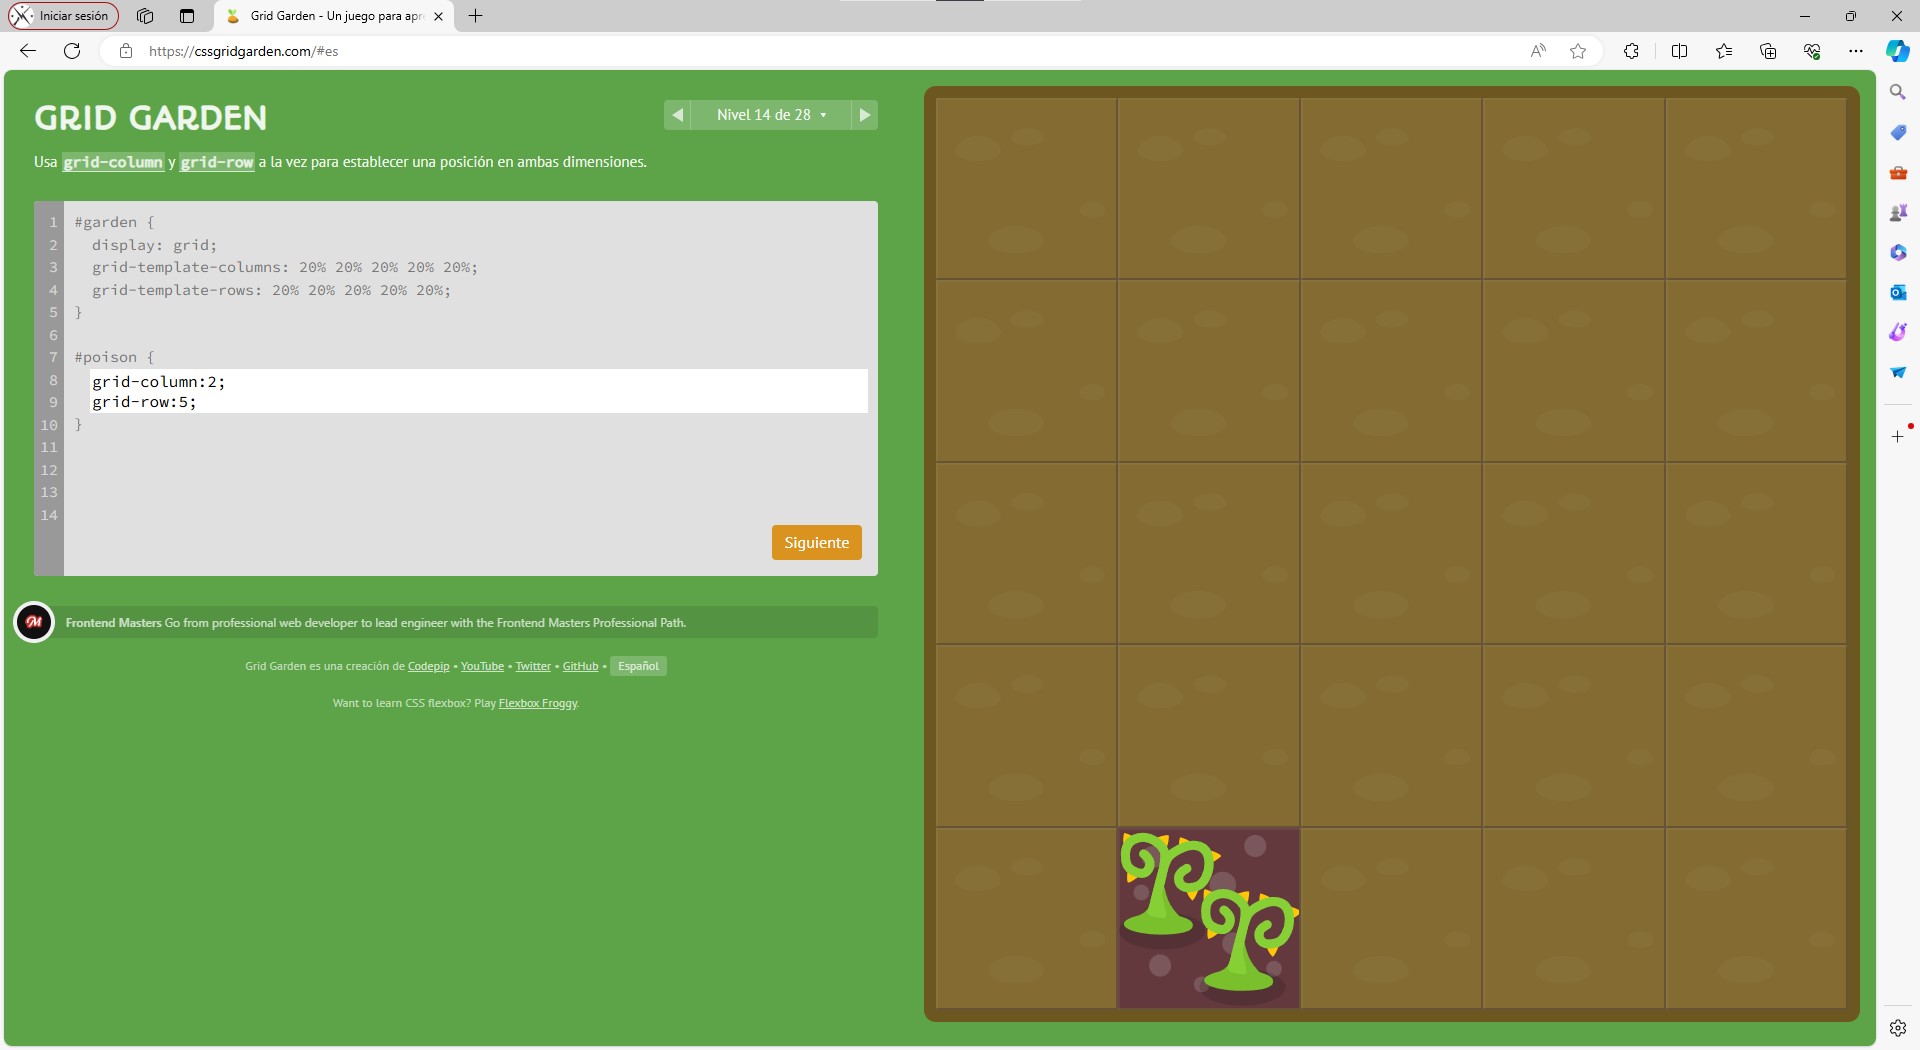 Iniciar sesión
Grid Garden - Un juego para apr
https://cssgridgarden.com/#es
GRID GARDEN
Nivel 14 de 28
Usa grid-column y grid-row a la vez para establecer una posición en ambas dimensiones.
1 #garden {
2 display: grid;
3 grid-template-columns: 20% 20% 20% 20% 20%;
4 grid-template-rows: 20% 20% 20% 20% 20%;
5 }
6
7 #poison {
8 grid-column:2;
9 grid-row:5;
10 }
11
12
13
14
Siguiente
Frontend Masters Go from professional web developer to lead engineer with the Frontend Masters Professional Path.
Grid Garden es una creación de Codepip • YouTube • Twitter • GitHub • Español
Want to learn CSS flexbox? Play Flexbox Froggy.